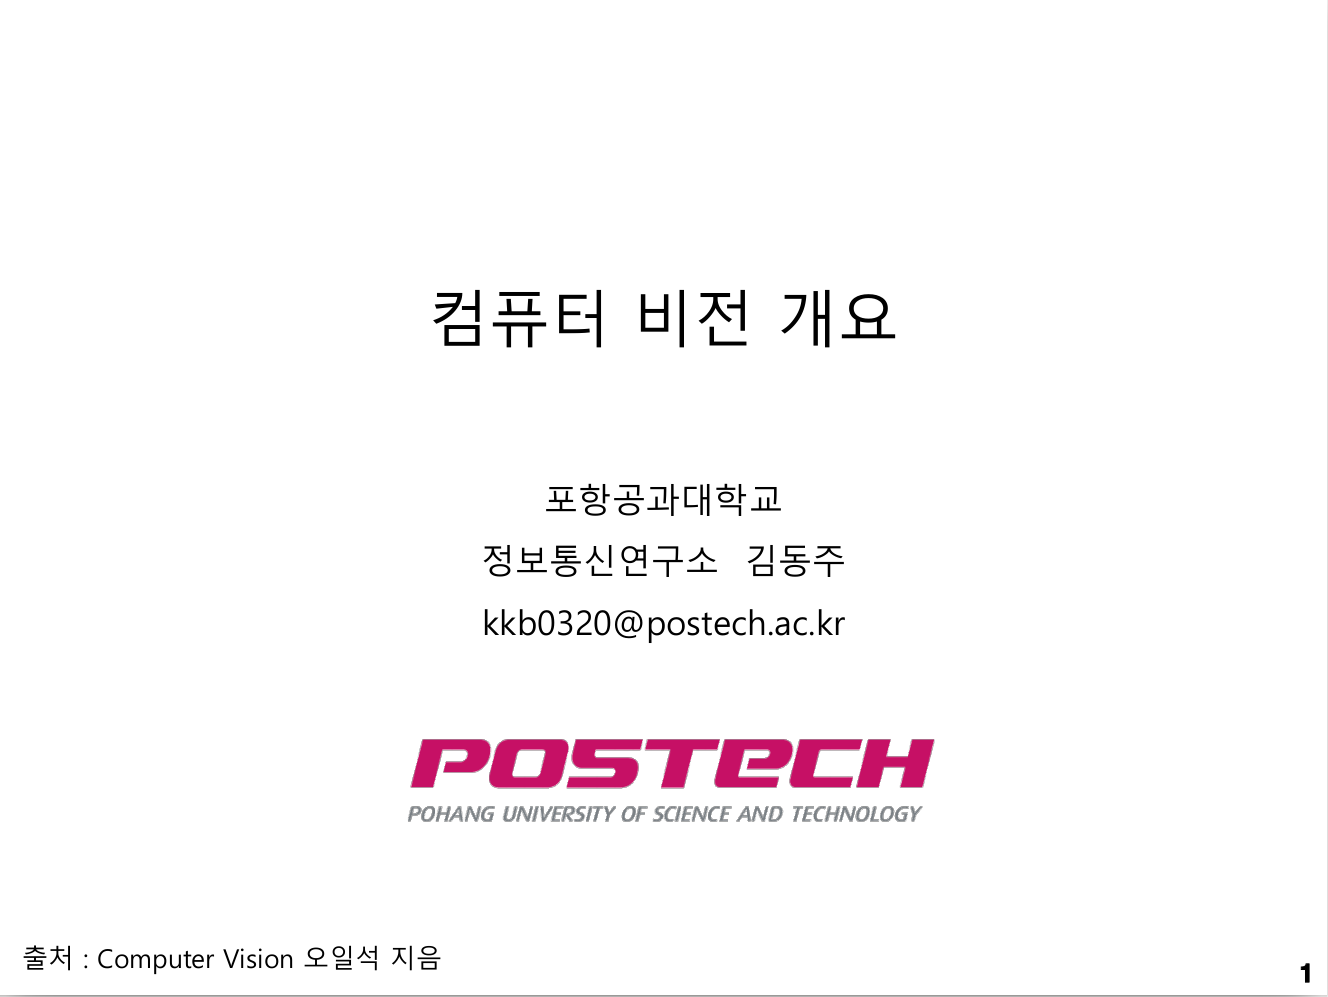 컴퓨터 비전 개요
포항공과대학교
정보통신연구소 김동주
kkb0320@postech.ac.kr
POSTECH
POHANG UNIVERSITY OF SCIENCE AND TECHNOLOGY
출처 : Computer Vision 오일석 지음
1